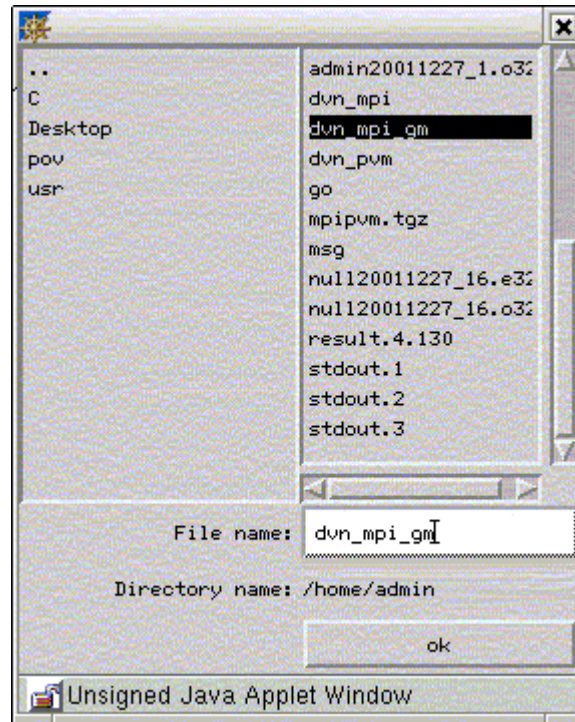 ..
C
Desktop
pov
usr
admin20011227_1.o32
dvn_mpi
dvn_mpi_gm
dvn_pvm
go
mpipvm.tgz
msg
null20011227_16.e32
null20011227_16.o32
result.4.130
stdout.1
stdout.2
stdout.3
File name: dvn_mpi_gm
Directory name: /home/admin
ok
Unsigned Java Applet Window